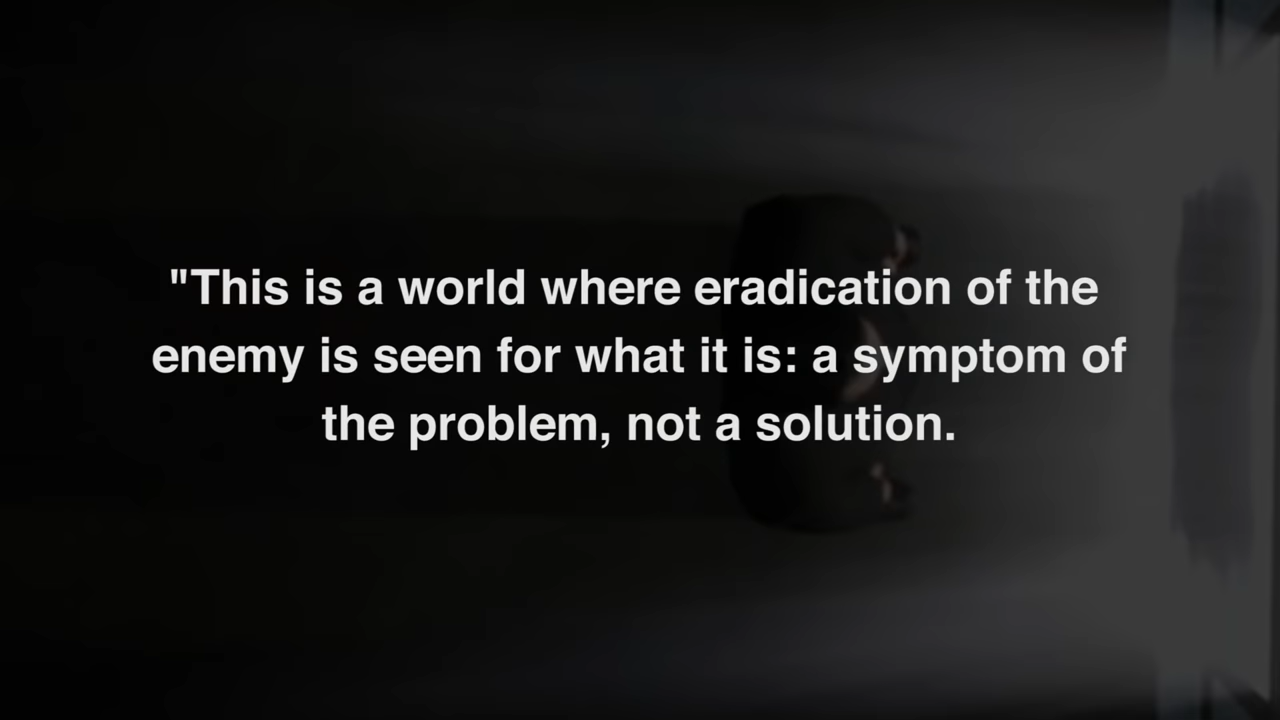 "This is a world where eradication of the
enemy is seen for what it is: a symptom of
the problem, not a solution.